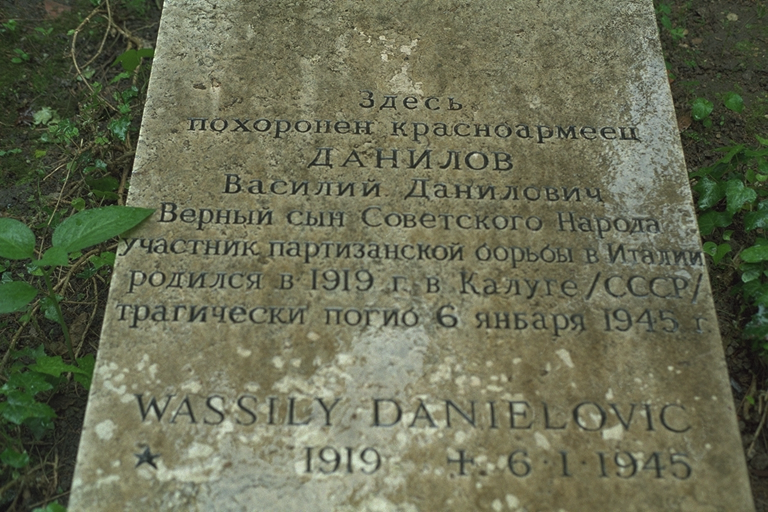 Здесь
похоронен красноармеец
ДАНИЛОВ
Василий Данилович
Верный сын Советского Народа
участник партизанской борьбы в Италии
родился в 1919 г. в Калуге /СССР/
трагически погиб 6 января 1945 г.
WASSILY DANIELOVIC
★ 1919 + 6·1·1945